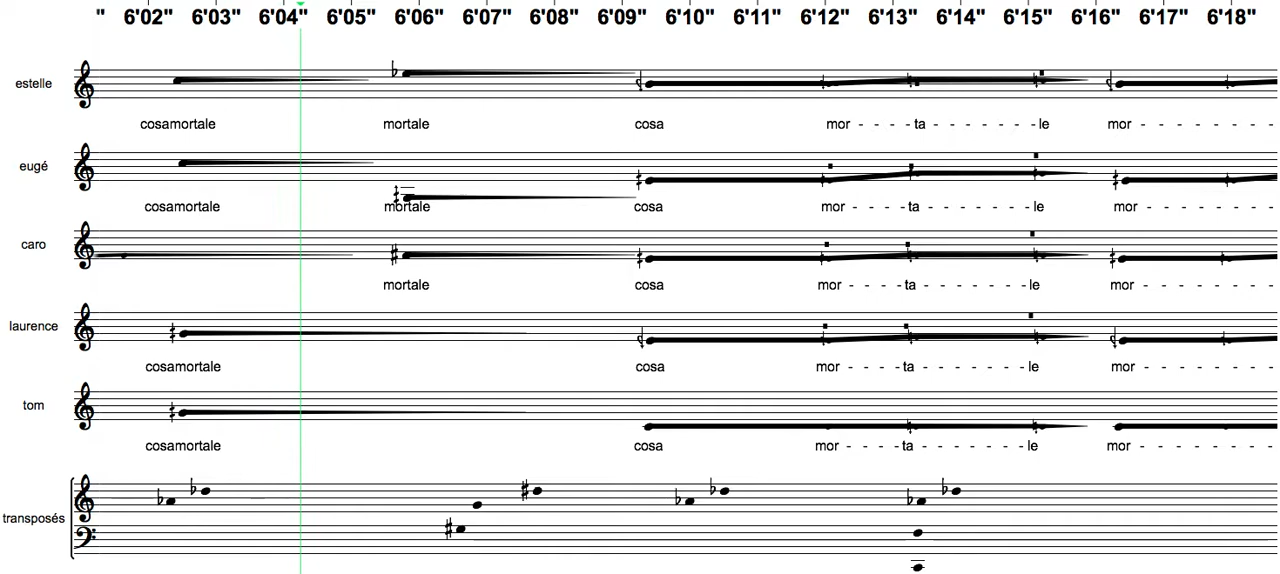 " 6'02" 6'03" 6'04" 6'05" 6'06" 6'07" 6'08" 6'09" 6'10" 6'11" 6'12" 6'13" 6'14" 6'15" 6'16" 6'17" 6'18"
estelle
cosamortale mortale cosa mor - - - - ta - - - - - - - le mor - - - - - - - -
eugé
cosamortale mortale cosa mor - - - - ta - - - - - - - le mor - - - - - - - -
caro
mortale cosa mor - - - - ta - - - - - - - le mor - - - - - - - -
laurence
cosamortale cosa mor - - - - ta - - - - - - - le mor - - - - - - - -
tom
cosamortale cosa mor - - - - ta - - - - - - - le mor - - - - - - - -
transposés